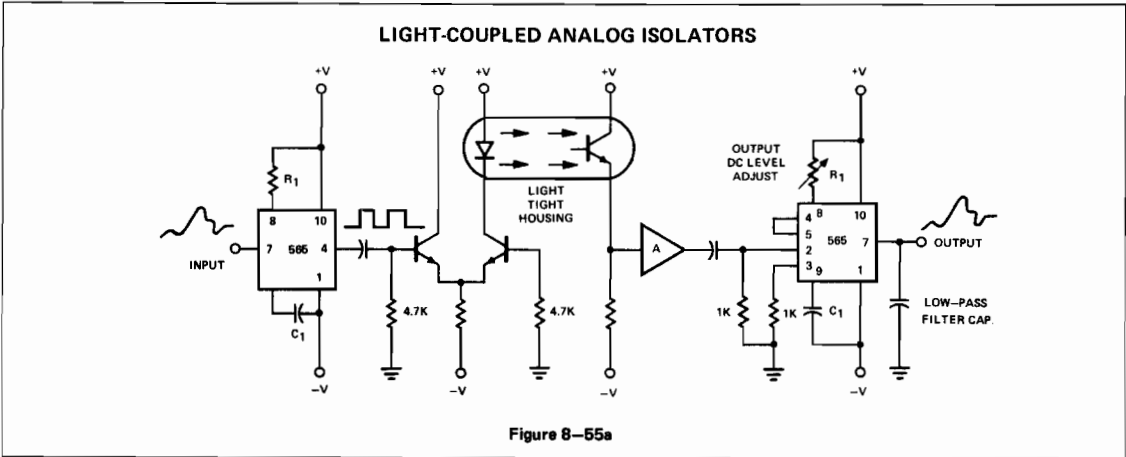 LIGHT-COUPLED ANALOG ISOLATORS
+V
+V
+V
+V
+V
R1
8
10
7
565
4
1
INPUT
C1
−V
4.7K
−V
4.7K
LIGHT
TIGHT
HOUSING
A
−V
1K
1K
OUTPUT
DC LEVEL
ADJUST
R1
4
8
10
5
565
7
2
3
9
1
C1
−V
OUTPUT
LOW−PASS
FILTER CAP.
Figure 8−55a